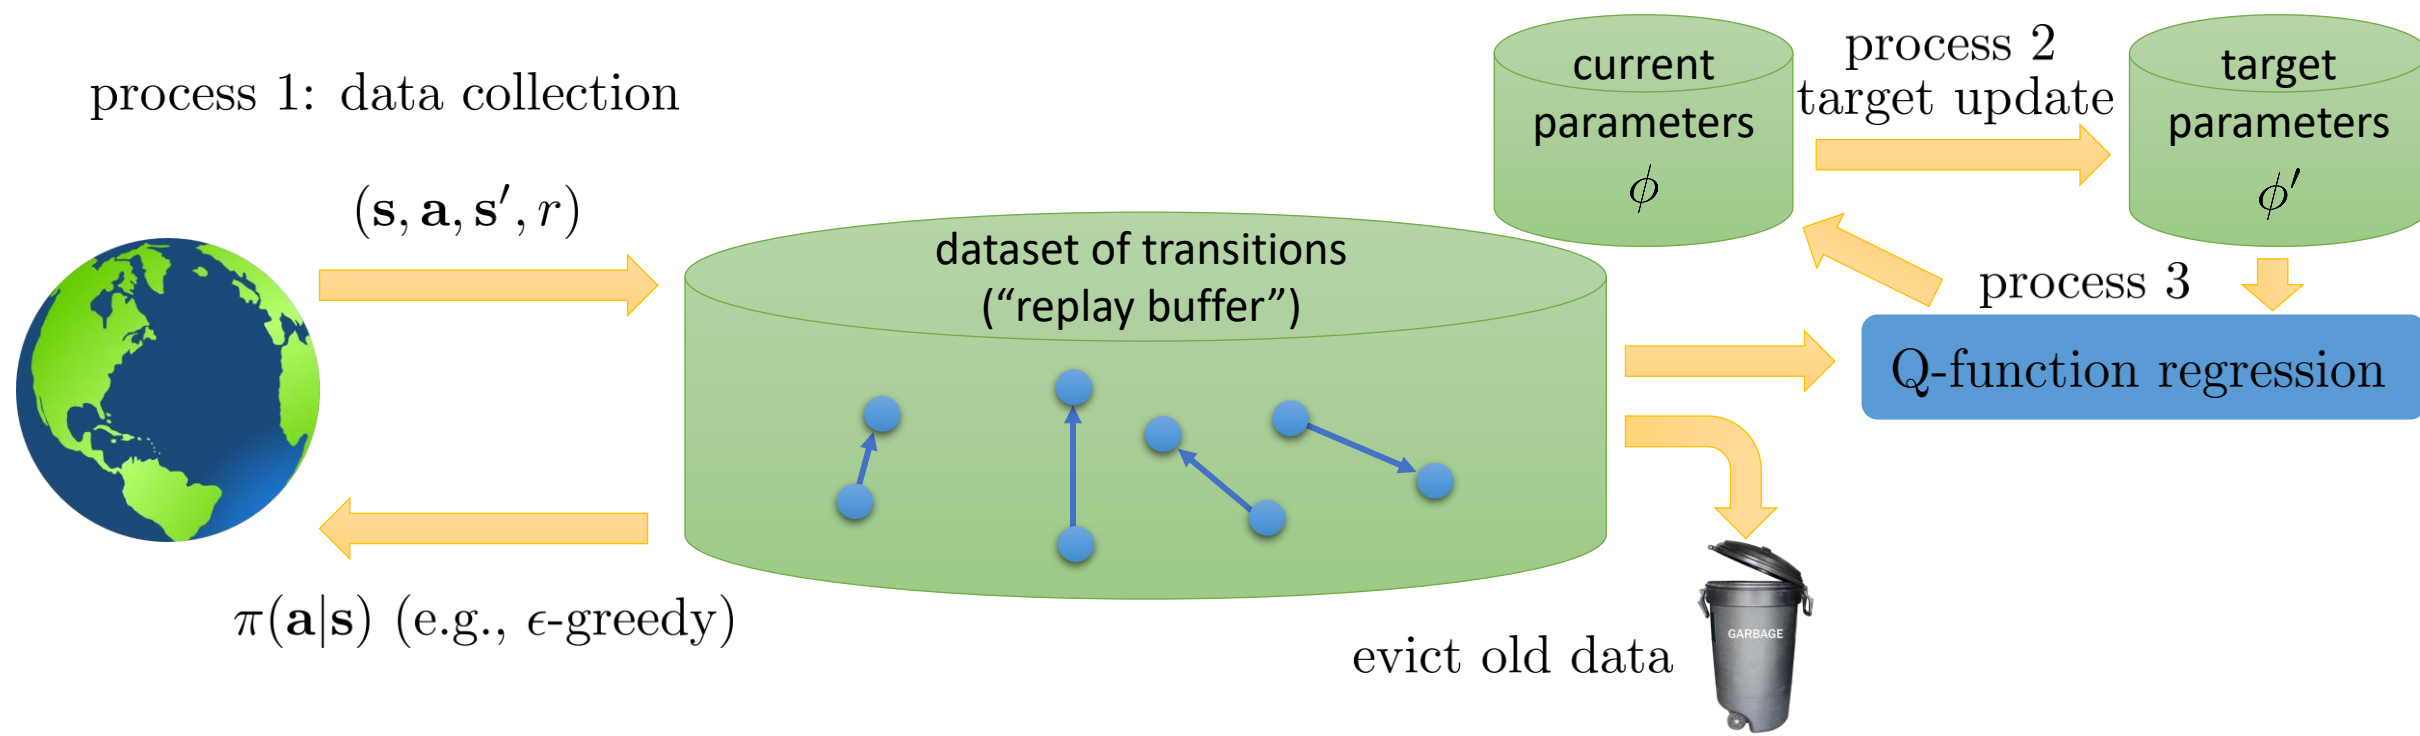 process 1: data collection
(s, a, s′, r)
π(a|s) (e.g., ϵ-greedy)
dataset of transitions
(“replay buffer”)
current
parameters
ϕ
process 2
target update
target
parameters
ϕ′
process 3
Q-function regression
evict old data
GARBAGE